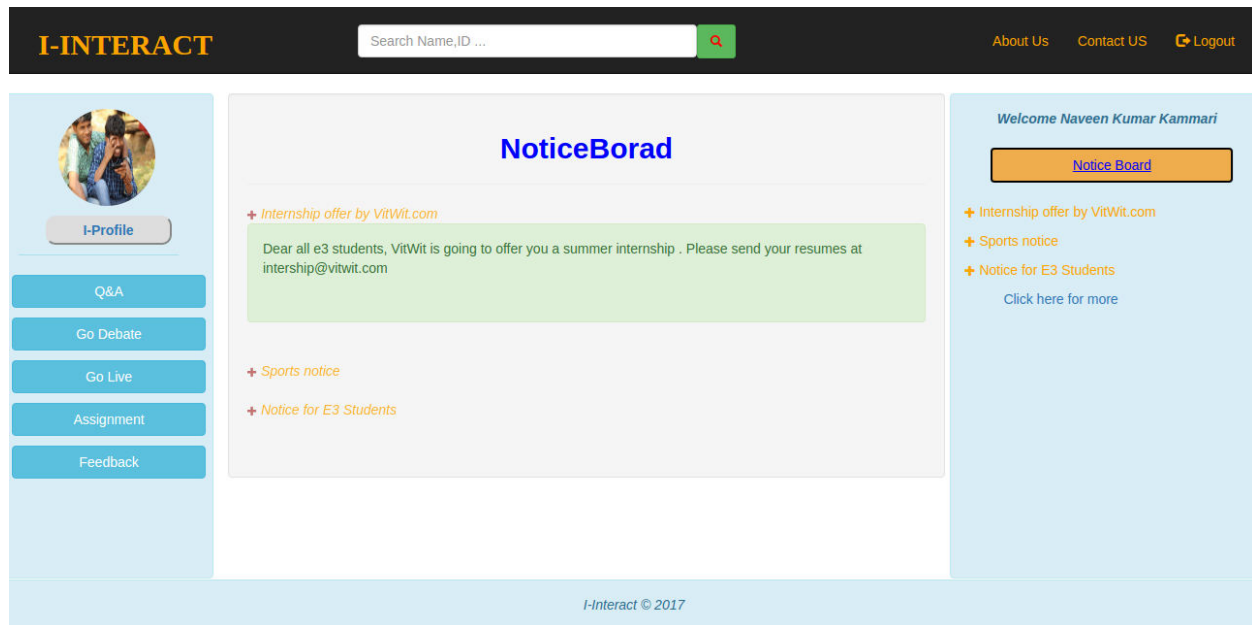 I-INTERACT
Search Name,ID ...
About Us
Contact US
Logout
I-Profile
Q&A
Go Debate
Go Live
Assignment
Feedback
NoticeBorad
Internship offer by VitWit.com
Dear all e3 students, VitWit is going to offer you a summer internship . Please send your resumes at
intership@vitwit.com
Sports notice
Notice for E3 Students
Welcome Naveen Kumar Kammari
Notice Board
Internship offer by VitWit.com
Sports notice
Notice for E3 Students
Click here for more
I-Interact © 2017